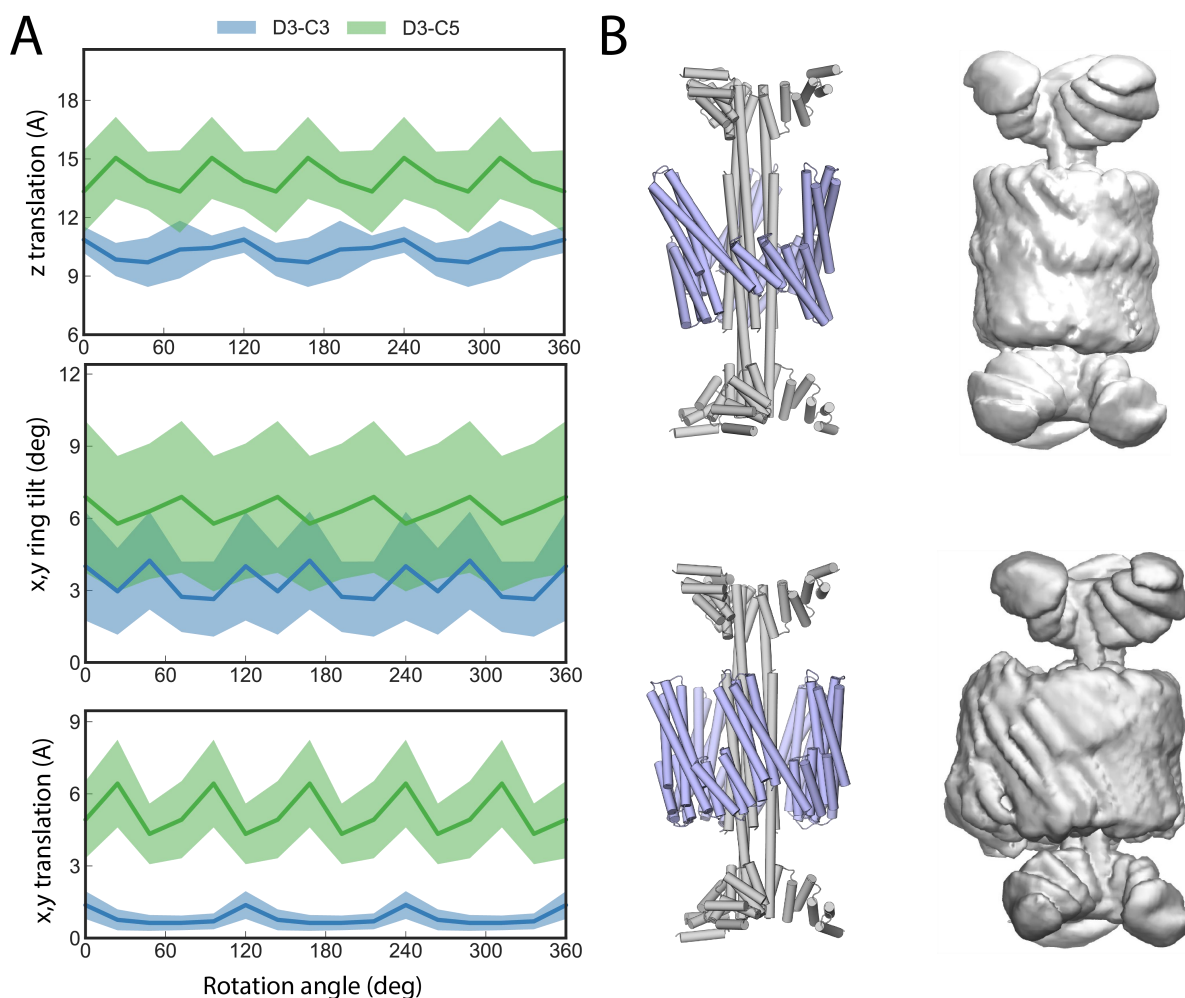 A
D3-C3
D3-C5
B
z translation (A)
18
15
12
9
6
0 60 120 180 240 300 360
x,y ring tilt (deg)
12
9
6
3
0
0 60 120 180 240 300 360
x,y translation (A)
9
6
3
0
0 60 120 180 240 300 360
Rotation angle (deg)